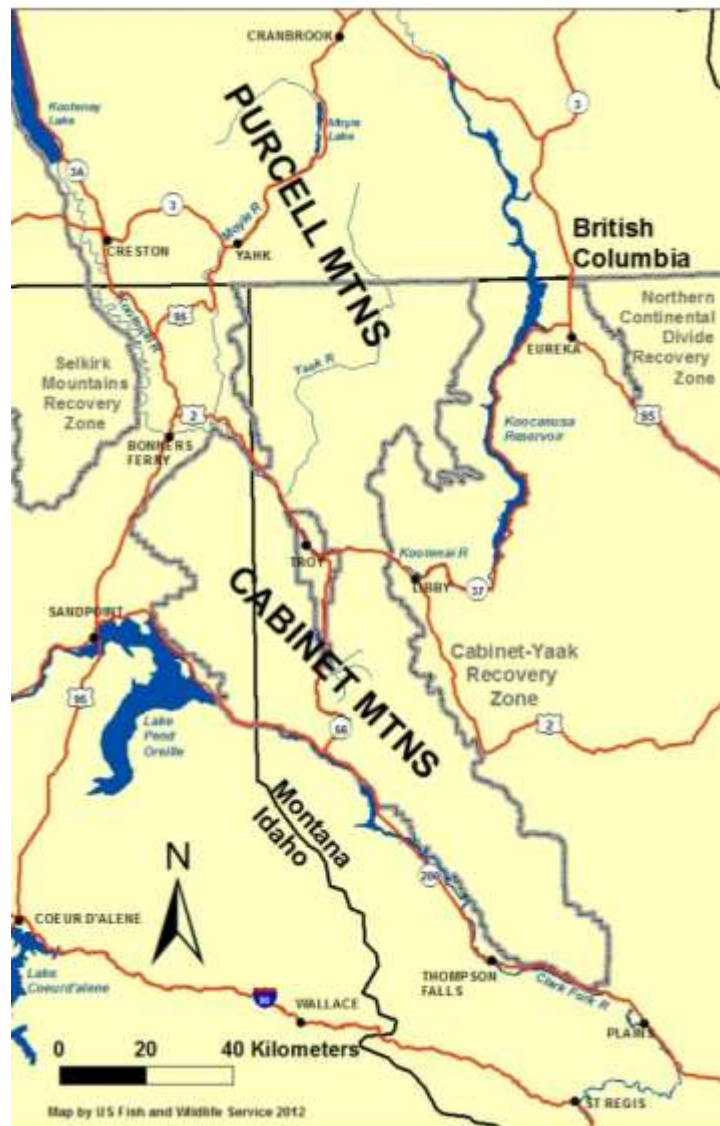 CRANBROOK
PURCELL MTNS
Kootenay
Lake
Moyie
Lake
3
3A
3
Moyie R
British
Columbia
CRESTON
YAHK
Kootenai R
95
Northern
Continental
Divide
Recovery
Zone
EUREKA
Selkirk
Mountains
Recovery
Zone
Yaak R
2
95
Koocanusa
Reservoir
BONNERS
FERRY
TROY
Kootenai R
LIBBY
37
CABINET MTNS
SANDPOINT
Cabinet-Yaak
Recovery
Zone
95
Lake
Pend
Oreille
56
2
Montana
Idaho
N
200
COEUR D'ALENE
Lake
Coeurd'alene
THOMPSON
FALLS
Clark Fork R
90
WALLACE
PLAINS
0 20 40 Kilometers
ST REGIS
Map by US Fish and Wildlife Service 2012